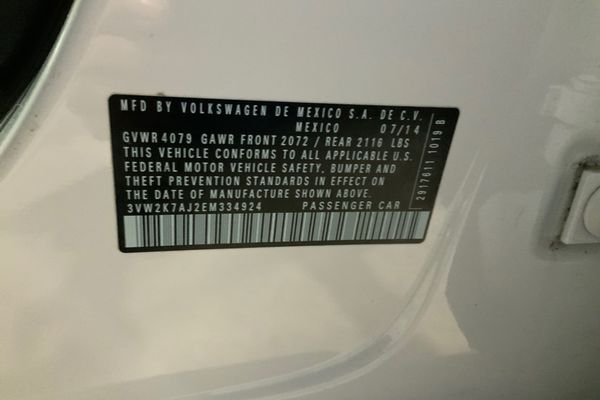 MFD BY VOLKSWAGEN DE MEXICO S.A. DE C.V.
MEXICO 07/14
GVWR 4079 GAWR FRONT 2072 / REAR 2116 LBS
THIS VEHICLE CONFORMS TO ALL APPLICABLE U.S.
FEDERAL MOTOR VEHICLE SAFETY, BUMPER AND
THEFT PREVENTION STANDARDS IN EFFECT ON
THE DATE OF MANUFACTURE SHOWN ABOVE.
3VW2K7AJ2EM334924 PASSENGER CAR
2917611 1019 B